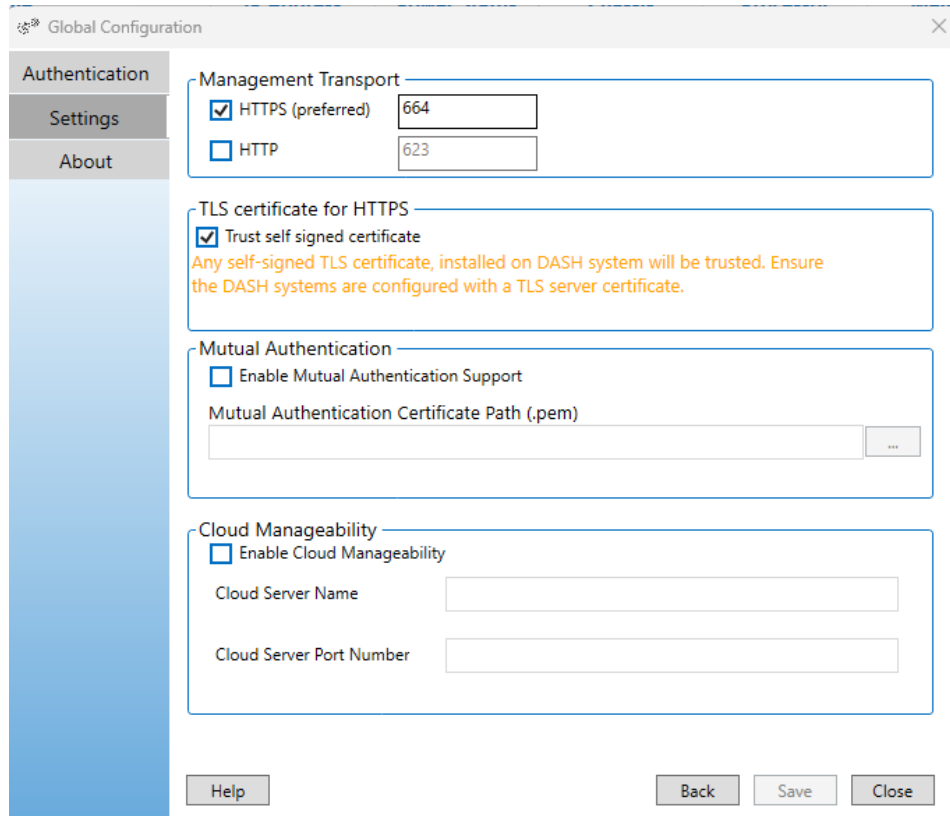 Global Configuration
Authentication
Settings
About
Management Transport
HTTPS (preferred) 664
HTTP 623
TLS certificate for HTTPS
Trust self signed certificate
Any self-signed TLS certificate, installed on DASH system will be trusted. Ensure
the DASH systems are configured with a TLS server certificate.
Mutual Authentication
Enable Mutual Authentication Support
Mutual Authentication Certificate Path (.pem)
...
Cloud Manageability
Enable Cloud Manageability
Cloud Server Name
Cloud Server Port Number
Help Back Save Close